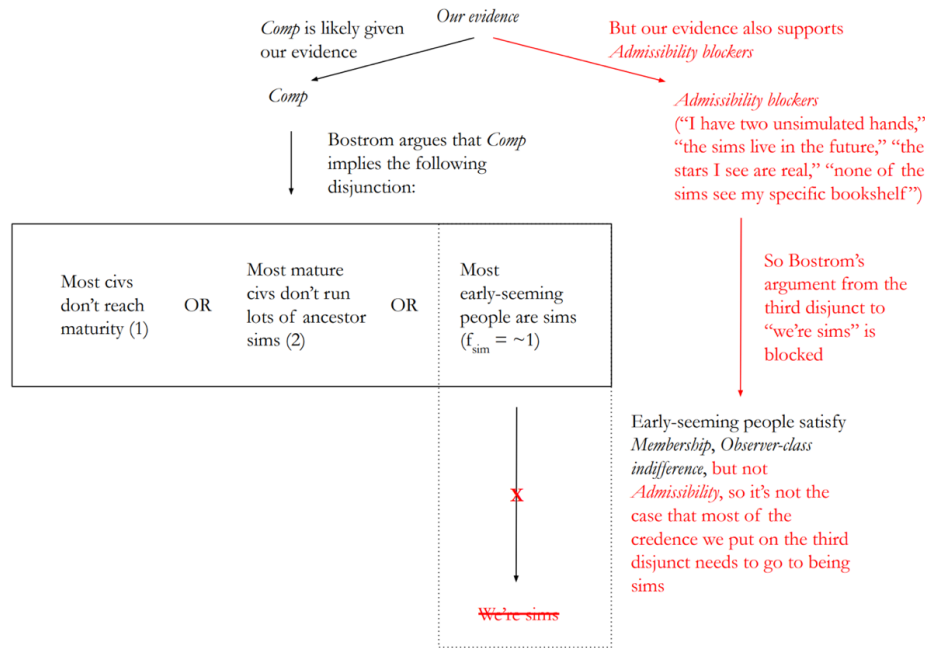 Our evidence
Comp is likely given
our evidence
But our evidence also supports
Admissibility blockers
Comp
Admissibility blockers
(“I have two unsimulated hands,”
“the sims live in the future,” “the
stars I see are real,” “none of the
sims see my specific bookshelf”)
Bostrom argues that Comp
implies the following
disjunction:
Most civs
don’t reach
maturity (1)
OR
Most mature
civs don’t run
lots of ancestor
sims (2)
OR
Most
early-seeming
people are sims
(fsim = ~1)
So Bostrom’s
argument from the
third disjunct to
“we’re sims” is
blocked
X
We’re sims
Early-seeming people satisfy
Membership, Observer-class
indifference, but not
Admissibility, so it’s not the
case that most of the
credence we put on the third
disjunct needs to go to being
sims